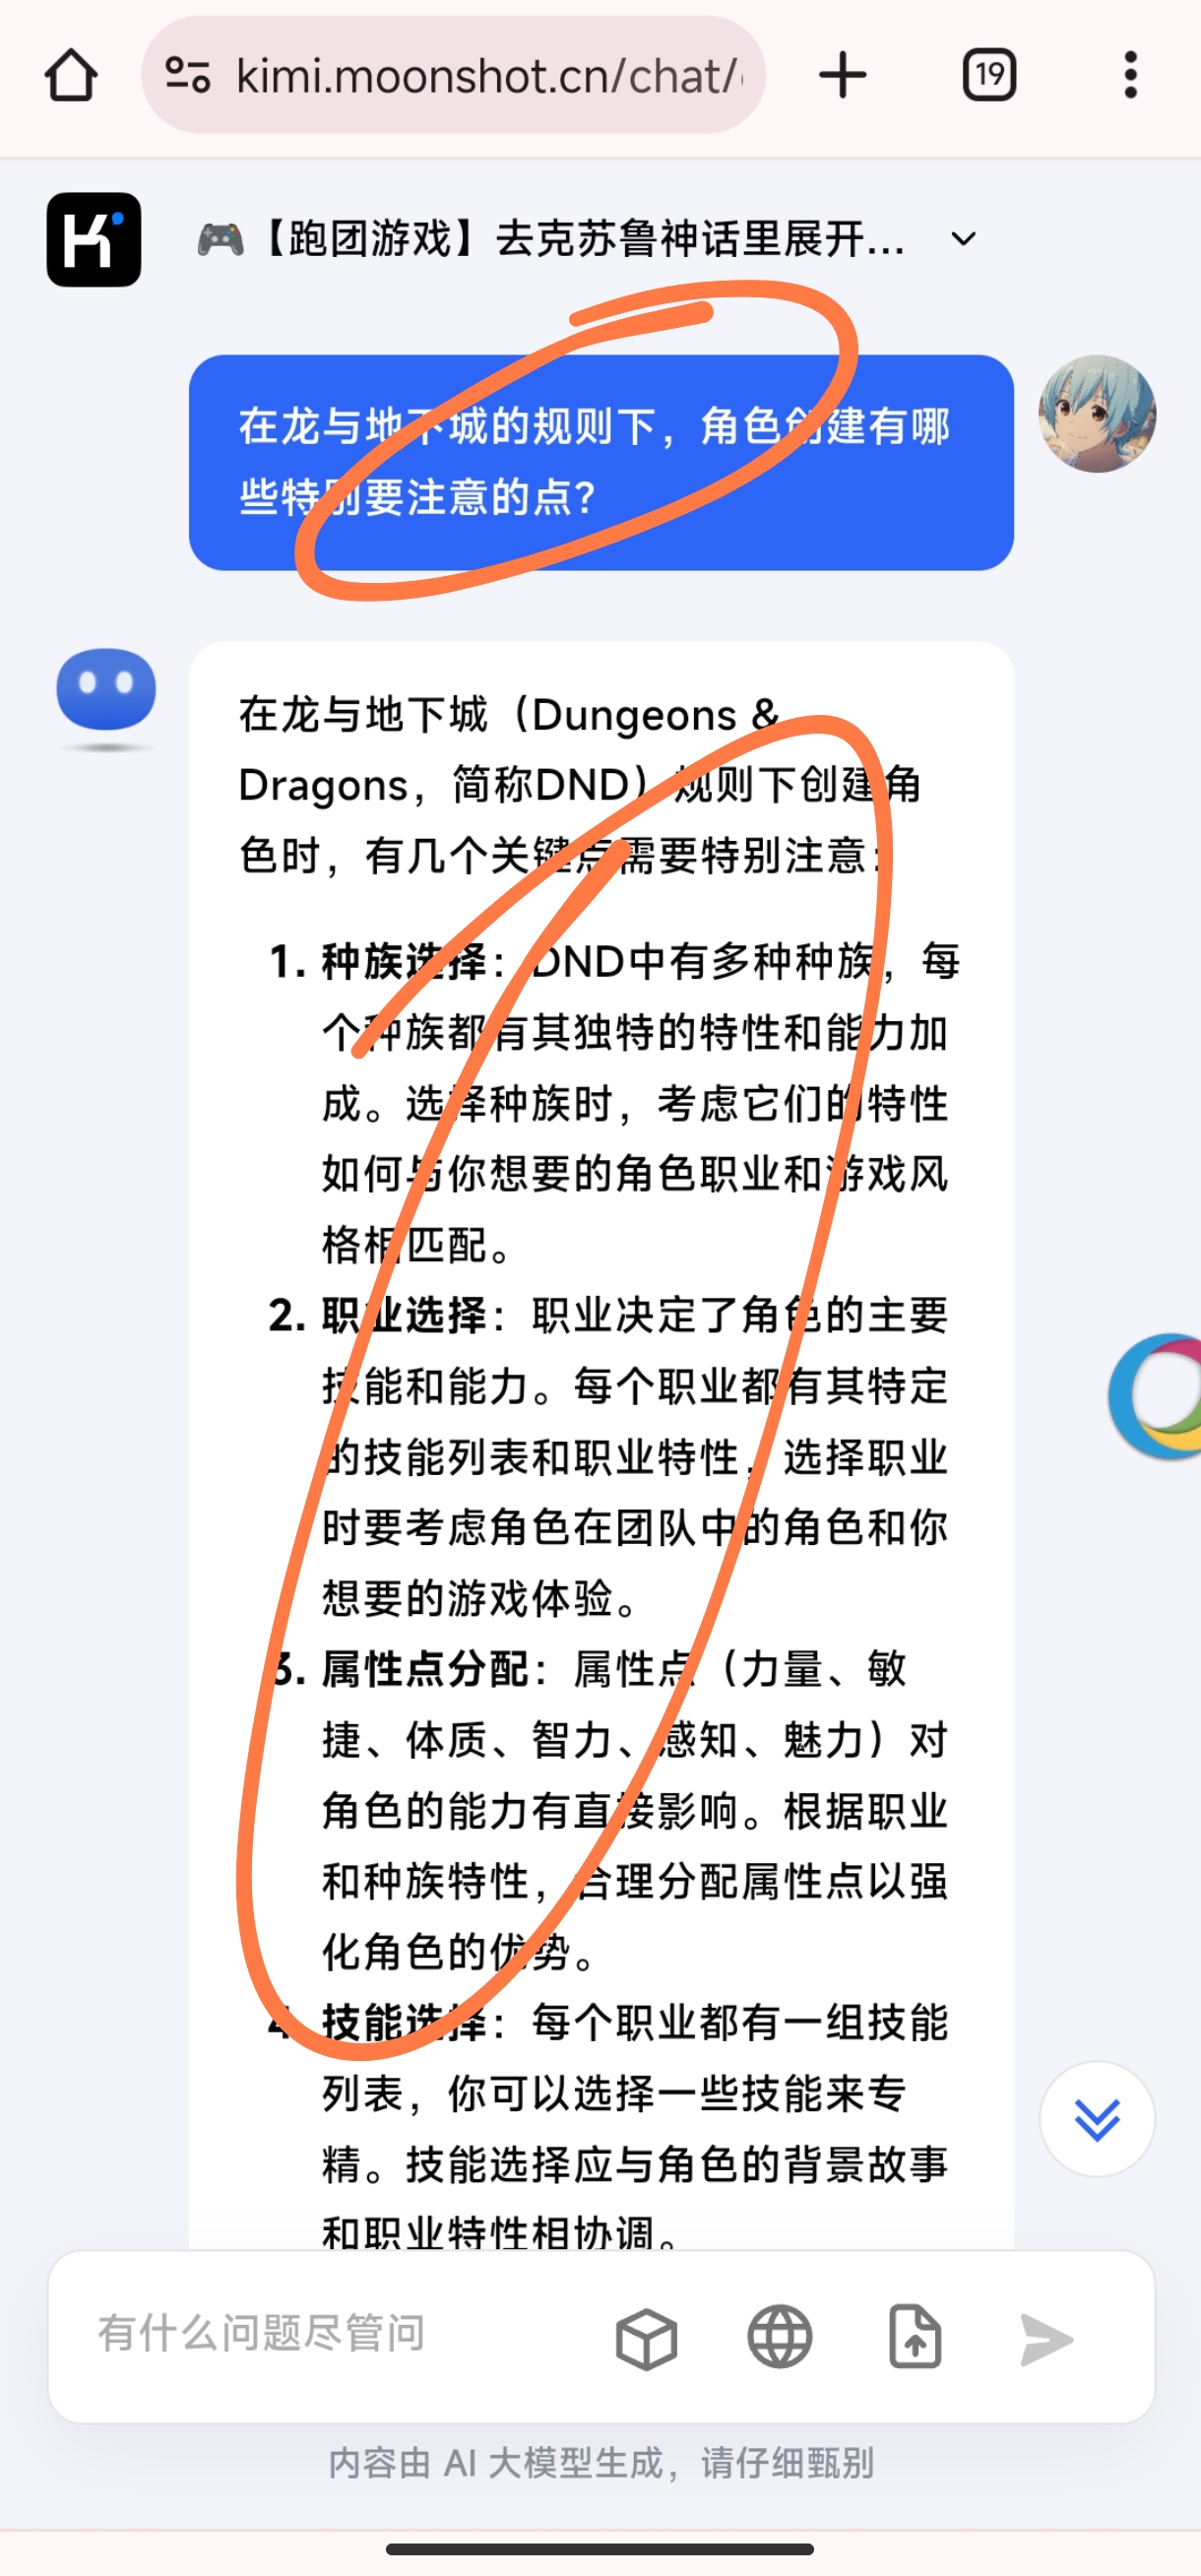 kimi.moonshot.cn/chat/
19
【跑团游戏】去克苏鲁神话里展开...
在龙与地下城的规则下，角色创建有哪
些特别要注意的点？
在龙与地下城（Dungeons &
Dragons，简称DND）规则下创建角
色时，有几个关键点需要特别注意：
1. 种族选择：DND中有多种种族，每
个种族都有其独特的特性和能力加
成。选择种族时，考虑它们的特性
如何与你想要的角色职业和游戏风
格相匹配。
2. 职业选择：职业决定了角色的主要
技能和能力。每个职业都有其特定
的技能列表和职业特性，选择职业
时要考虑角色在团队中的角色和你
想要的游戏体验。
3. 属性点分配：属性点（力量、敏
捷、体质、智力、感知、魅力）对
角色的能力有直接影响。根据职业
和种族特性，合理分配属性点以强
化角色的优势。
4. 技能选择：每个职业都有一组技能
列表，你可以选择一些技能来专
精。技能选择应与角色的背景故事
和职业特性相协调。
有什么问题尽管问
内容由 AI 大模型生成，请仔细甄别